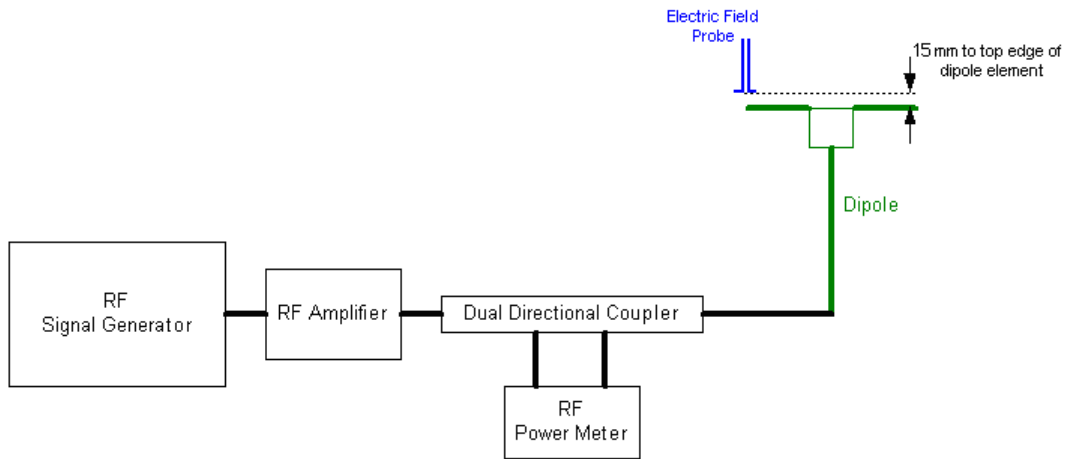 Electric Field
Probe
15 mm to top edge of
dipole element
Dipole
RF
Signal Generator
RF Amplifier
Dual Directional Coupler
RF
Power Meter